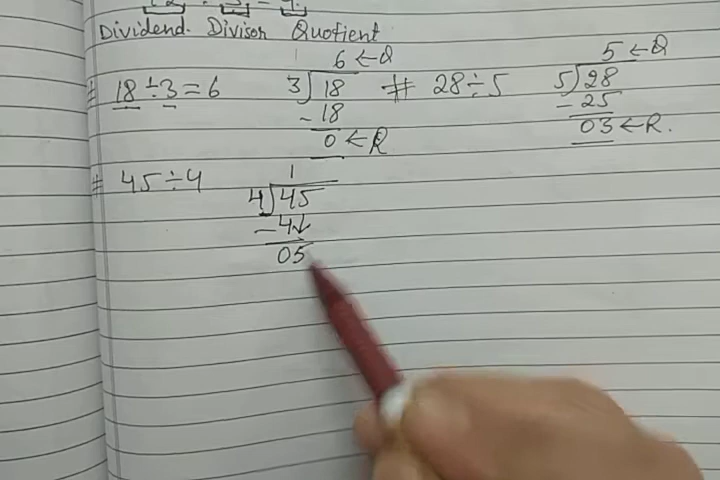 Dividend. Divisor Quotient
# 18 ÷ 3 = 6
6 ← Q
3 18
- 18
0 ← R
# 28 ÷ 5
5 ← Q
5 28
- 25
03 ← R.
# 45 ÷ 4
1
4 45
- 4↓
05